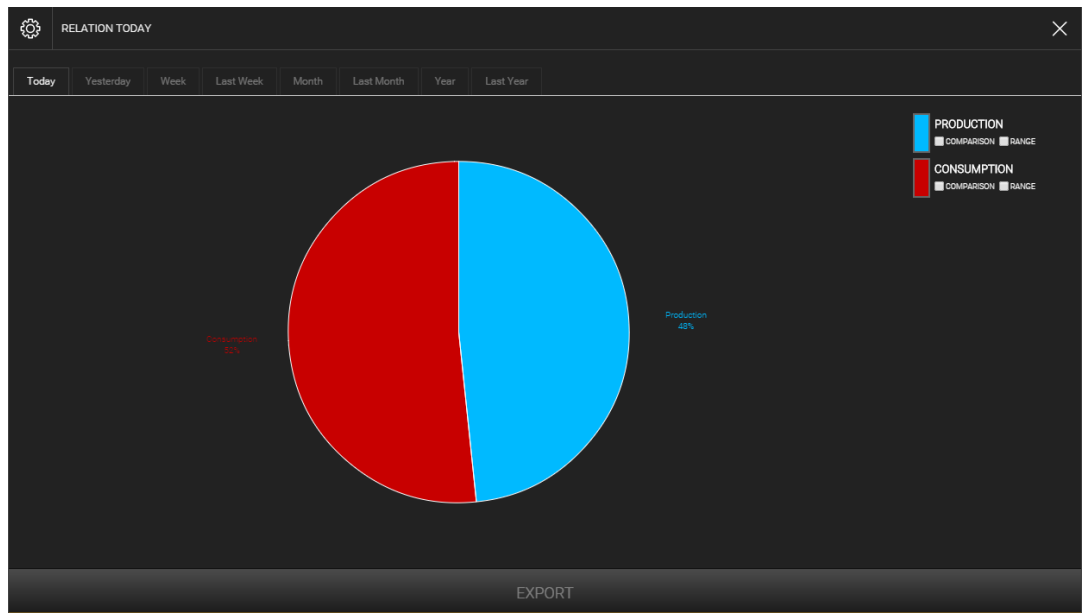 RELATION TODAY
Today Yesterday Week Last Week Month Last Month Year Last Year
PRODUCTION
COMPARISON RANGE
CONSUMPTION
COMPARISON RANGE
Production
48%
Consumption
52%
EXPORT